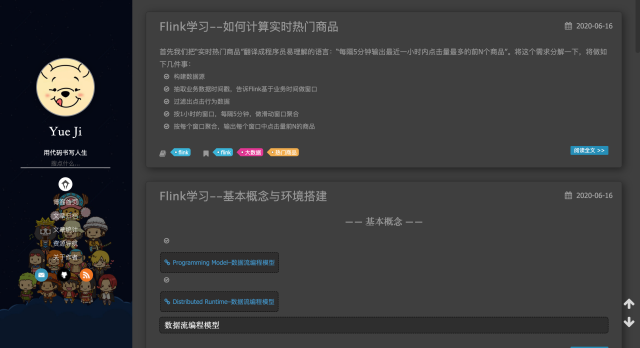 Yue Ji
用代码书写人生
搜点什么...
博客首页
资源导航
关于作者
Flink学习--如何计算实时热门商品
2020-06-16
首先我们把"实时热门商品"翻译成程序员易理解的语言："每隔5分钟输出最近一小时内点击量最多的前N个商品"。将这个需求分解一下，将做如
下几件事:
构建数据源
抽取业务数据时间戳，告诉Flink基于业务时间做窗口
过滤出点击行为数据
按1小时的窗口，每隔5分钟，做滑动窗口聚合
按每个窗口聚合，输出每个窗口中点击量前N的商品
flink flink 大数据 热门商品 阅读全文 >>
Flink学习--基本概念与环境搭建
2020-06-16
—— 基本概念 ——
Programming Model-数据流编程模型
Distributed Runtime-数据流编程模型
数据流编程模型